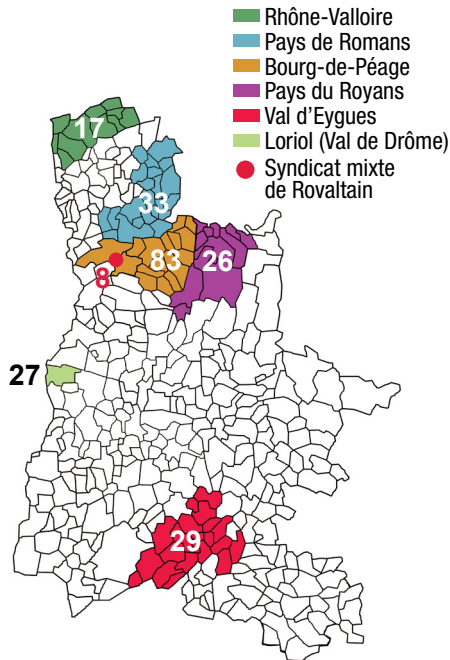 Rhône-Valloire
Pays de Romans
Bourg-de-Péage
Pays du Royans
Val d'Eygues
Loriol (Val de Drôme)
Syndicat mixte
de Rovaltain
17
33
83
26
8
27
29